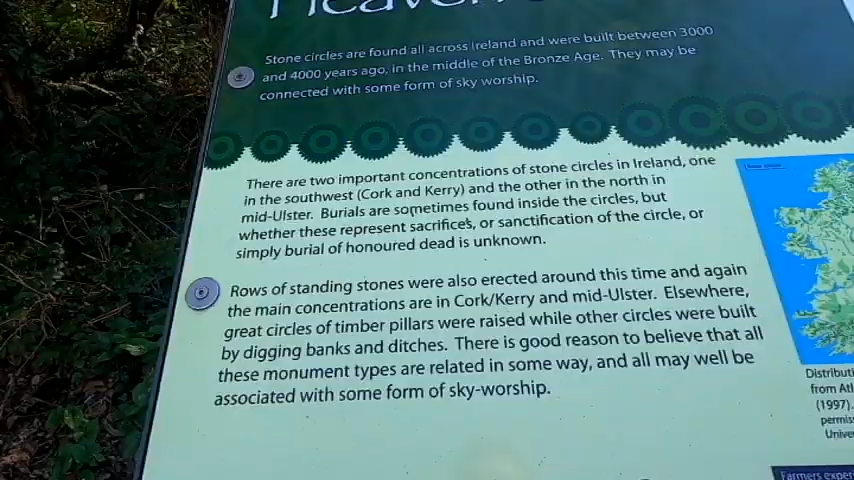 Heaven
Stone circles are found all across Ireland and were built between 3000
and 4000 years ago, in the middle of the Bronze Age. They may be
connected with some form of sky worship.
There are two important concentrations of stone circles in Ireland, one
in the southwest (Cork and Kerry) and the other in the north in
mid-Ulster. Burials are sometimes found inside the circles, but
whether these represent sacrifices, or sanctification of the circle, or
simply burial of honoured dead is unknown.
Rows of standing stones were also erected around this time and again
the main concentrations are in Cork/Kerry and mid-Ulster. Elsewhere,
great circles of timber pillars were raised while other circles were built
by digging banks and ditches. There is good reason to believe that all
these monument types are related in some way, and all may well be
associated with some form of sky-worship.
Distributi
from Atl
(1997).
permis
Unive
Farmers exper